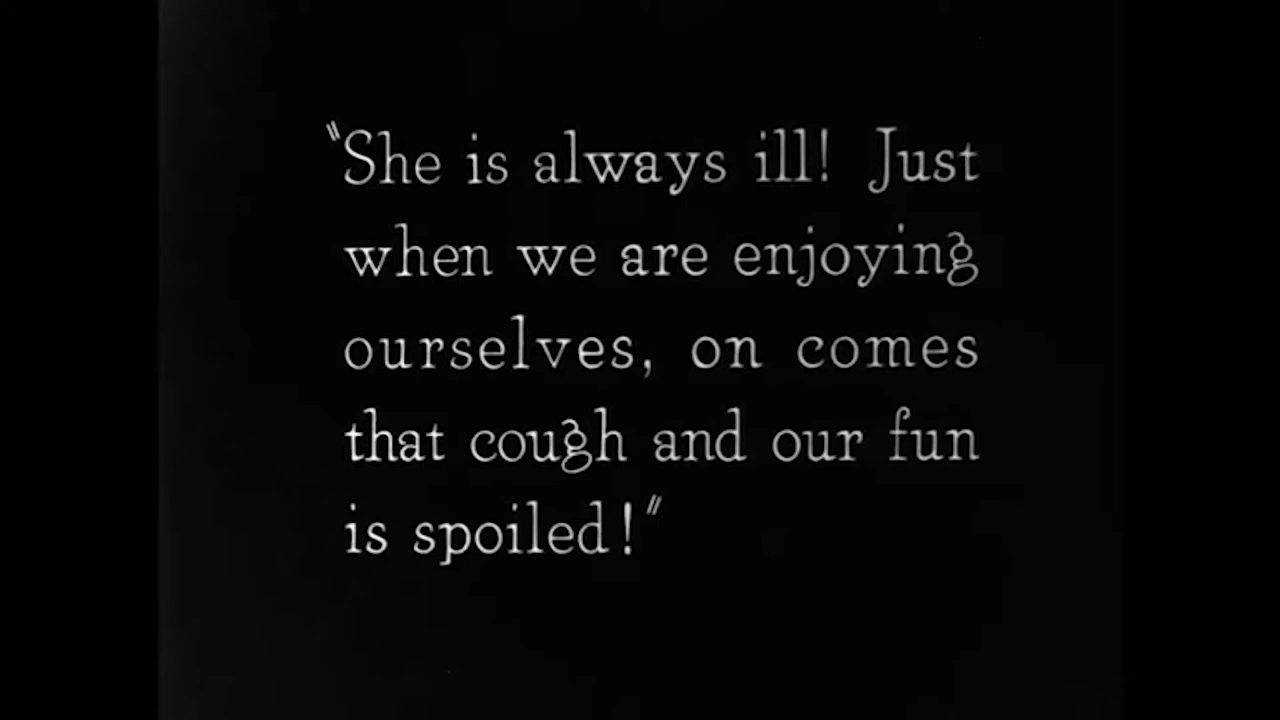 "She is always ill! Just
when we are enjoying
ourselves, on comes
that cough and our fun
is spoiled!"